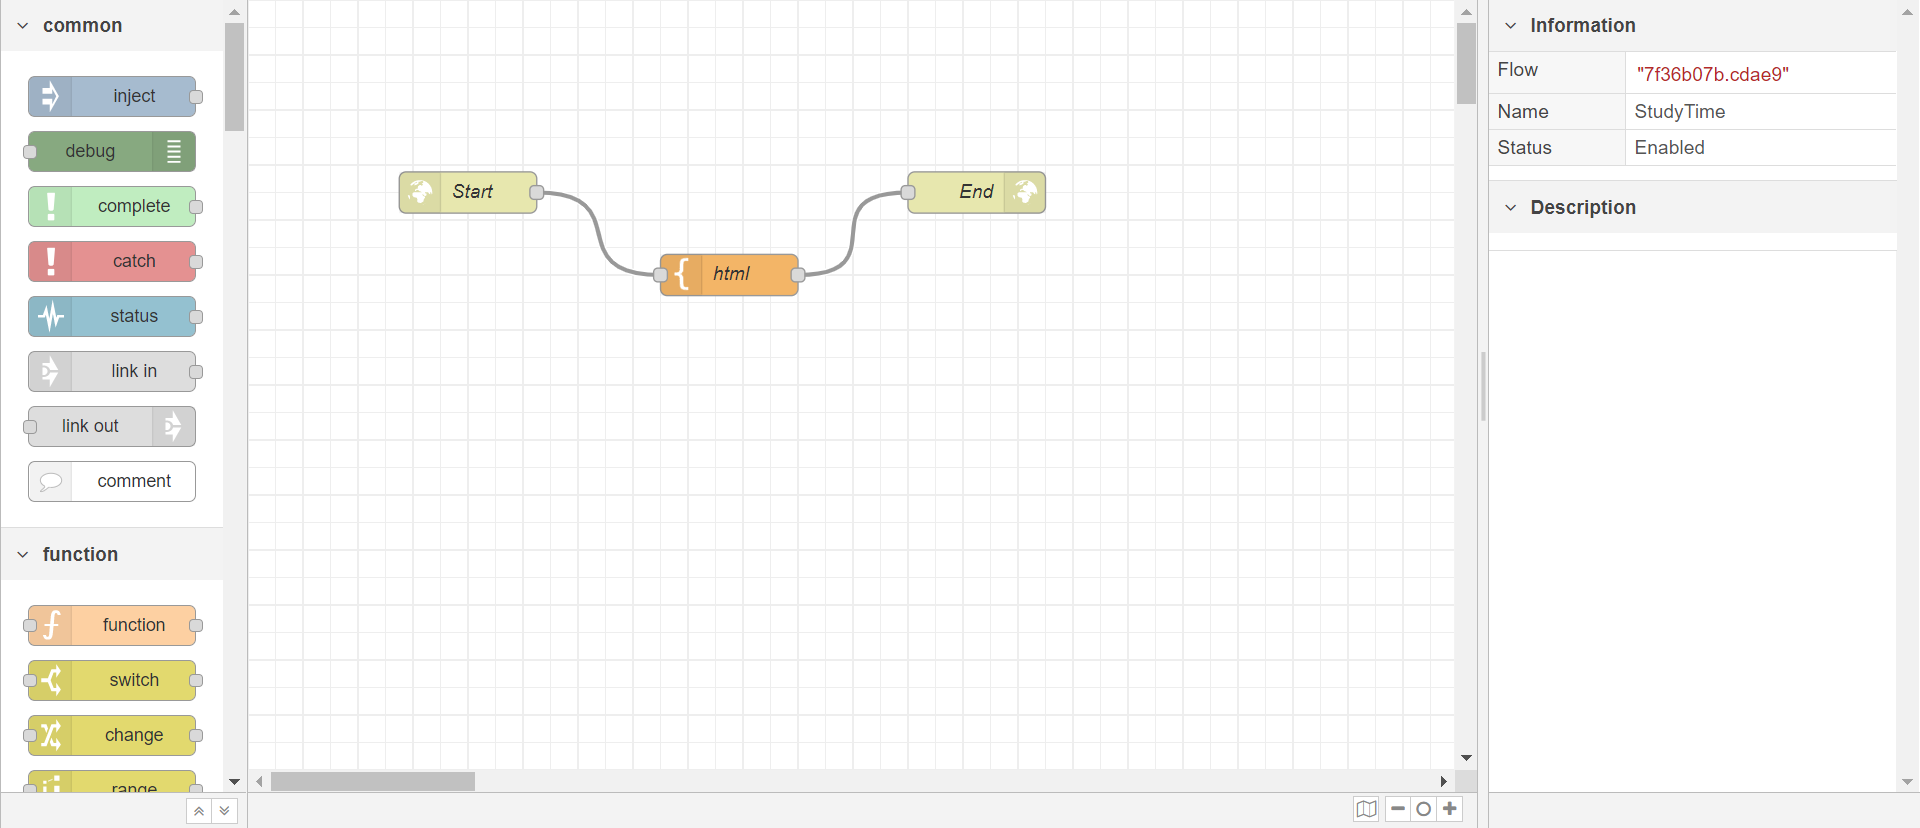 common
inject
debug
complete
catch
status
link in
link out
comment
function
function
switch
change
range
Start
html
End
Information
Flow "7f36b07b.cdae9"
Name StudyTime
Status Enabled
Description